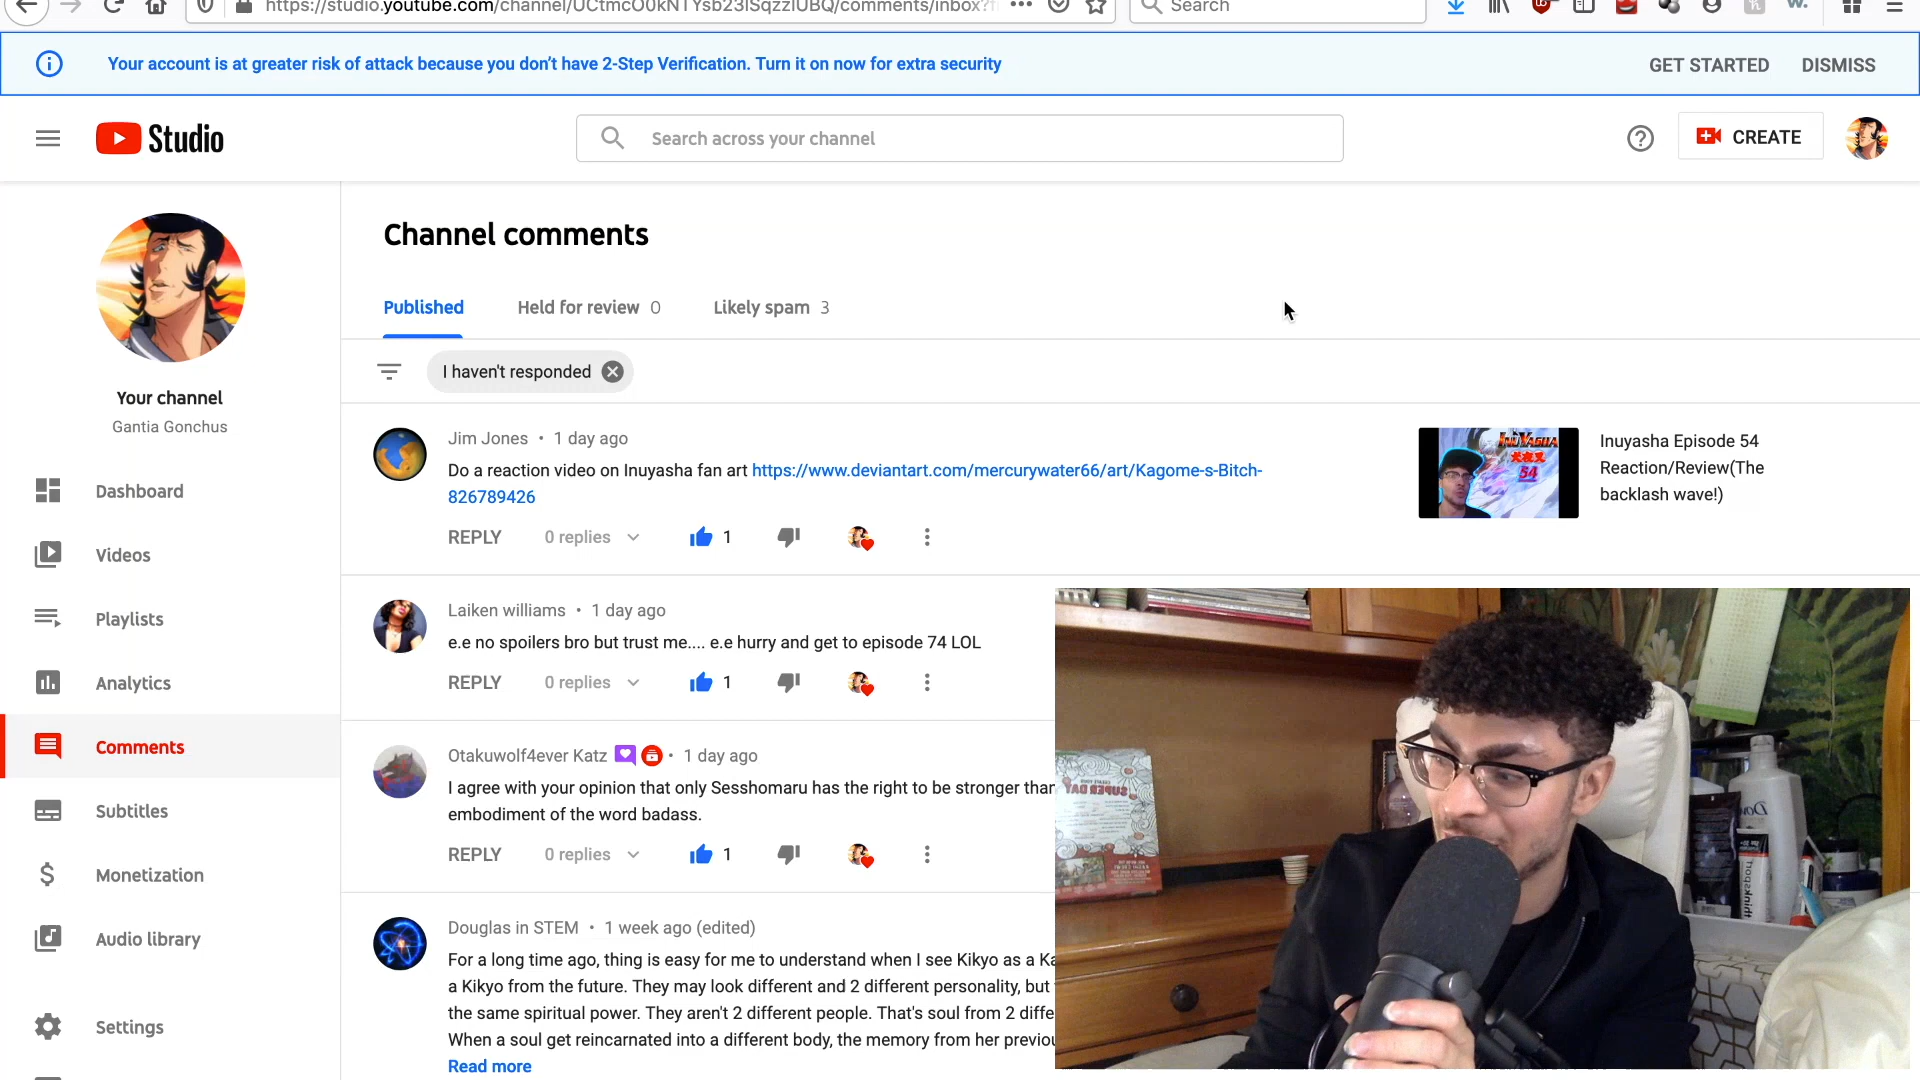 Search
Your account is at greater risk of attack because you don't have 2-Step Verification. Turn it on now for extra security
GET STARTED
DISMISS
Studio
Search across your channel
CREATE
Channel comments
Published
Held for review 0
Likely spam 3
I haven't responded
Your channel
Gantia Gonchus
Dashboard
Videos
Playlists
Analytics
Comments
Subtitles
Monetization
Audio library
Settings
Jim Jones • 1 day ago
Do a reaction video on Inuyasha fan art https://www.deviantart.com/mercurywater66/art/Kagome-s-Bitch-
826789426
REPLY 0 replies 1
INUYASHA
犬夜叉
54
Inuyasha Episode 54
Reaction/Review(The
backlash wave!)
Laiken williams • 1 day ago
e.e no spoilers bro but trust me.... e.e hurry and get to episode 74 LOL
REPLY 0 replies 1
Otakuwolf4ever Katz • 1 day ago
I agree with your opinion that only Sesshomaru has the right to be stronger than
embodiment of the word badass.
REPLY 0 replies 1
Douglas in STEM • 1 week ago (edited)
For a long time ago, thing is easy for me to understand when I see Kikyo as a
a Kikyo from the future. They may look different and 2 different personality, but
the same spiritual power. They aren't 2 different people. That's soul from 2
When a soul get reincarnated into a different body, the memory from her
Read more
SUPER DAY
Dove